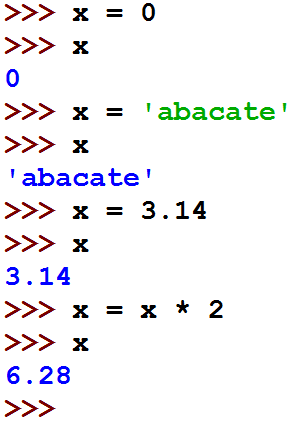 >>> x = 0
>>> x
0
>>> x = 'abacate'
>>> x
'abacate'
>>> x = 3.14
>>> x
3.14
>>> x = x * 2
>>> x
6.28
>>>